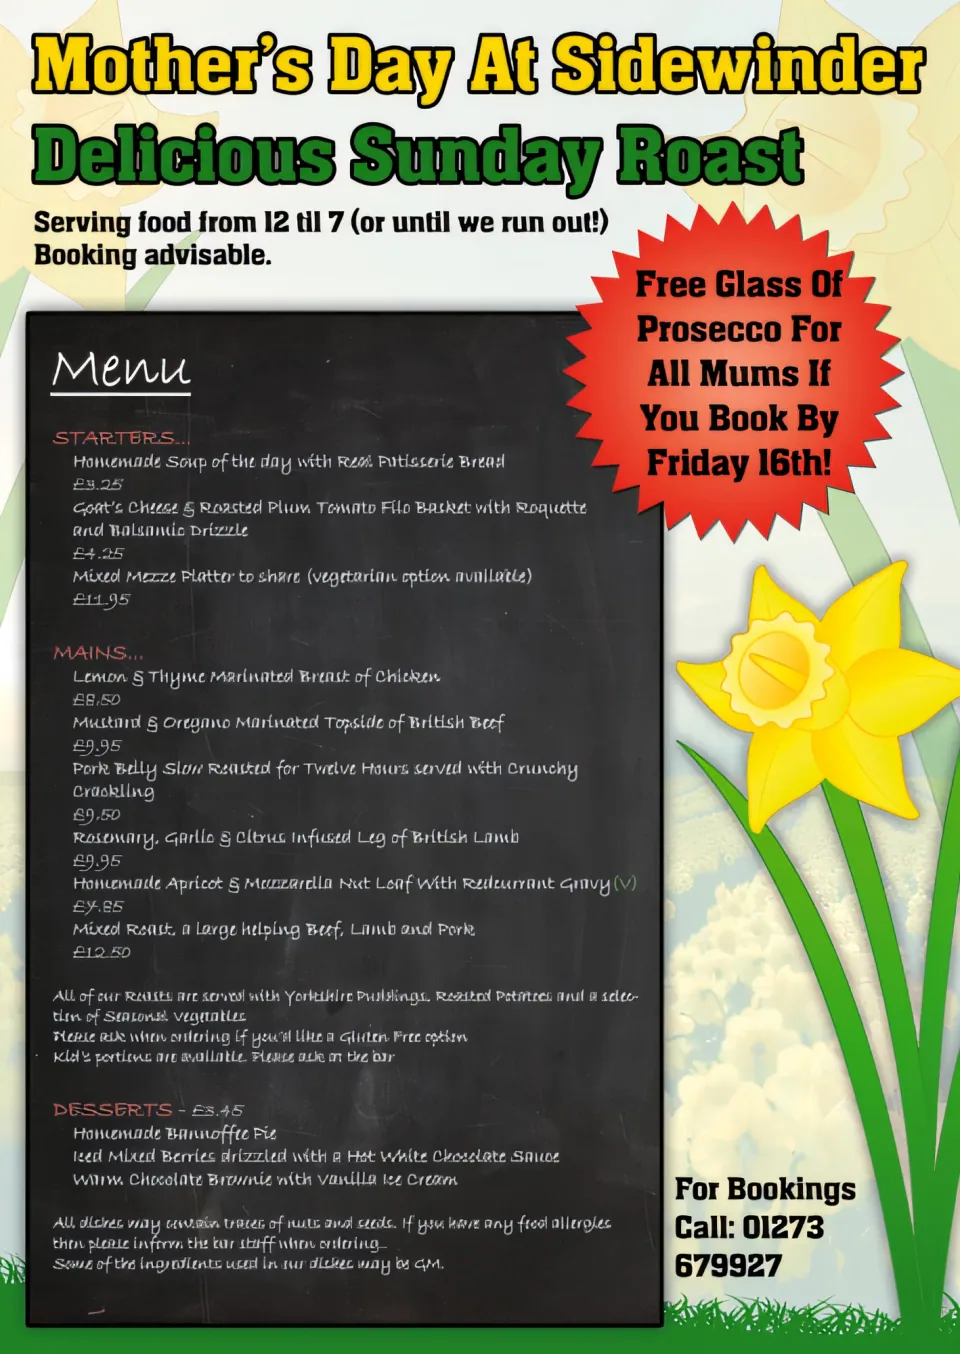 Mother's Day At Sidewinder
Delicious Sunday Roast
Serving food from 12 til 7 (or until we run out!)
Booking advisable.
Free Glass Of
Prosecco For
All Mums If
You Book By
Friday 16th!
Menu
STARTERS...
Homemade Soup of the day with Real Patisserie Bread
£3.25
Goat's Cheese & Roasted Plum Tomato Filo Basket with Roquette
and Balsamic Drizzle
£4.25
Mixed Mezze Platter to share (vegetarian option available)
£11.95
MAINS...
Lemon & Thyme Marinated Breast of Chicken
£8.50
Mustard & Oregano Marinated Topside of British Beef
£9.95
Pork Belly Slow Roasted for Twelve Hours served with Crunchy
Crackling
£9.50
Rosemary, Garlic & Citrus Infused Leg of British Lamb
£9.95
Homemade Apricot & Mozzarella Nut Loaf With Redcurrant Gravy (V)
Mixed Roast, a large helping Beef, Lamb and Pork
£12.50
All of our Roasts are served with Yorkshire Puddings, Roasted Potatoes and a selec-
tion of Seasonal Vegetables
Please ask when ordering if you'd like a Gluten Free option
Kid's portions are available. Please ask at the bar
DESSERTS - £3.45
Homemade Bannoffee Pie
Iced Mixed Berries drizzled with a Hot White Chocolate Sauce
Warm Chocolate Brownie with Vanilla Ice Cream
All dishes may contain traces of nuts and seeds. If you have any food allergies
then please inform the bar staff when ordering...
Some of the ingredients used in our dishes may be GM.
For Bookings
Call: 01273
679927